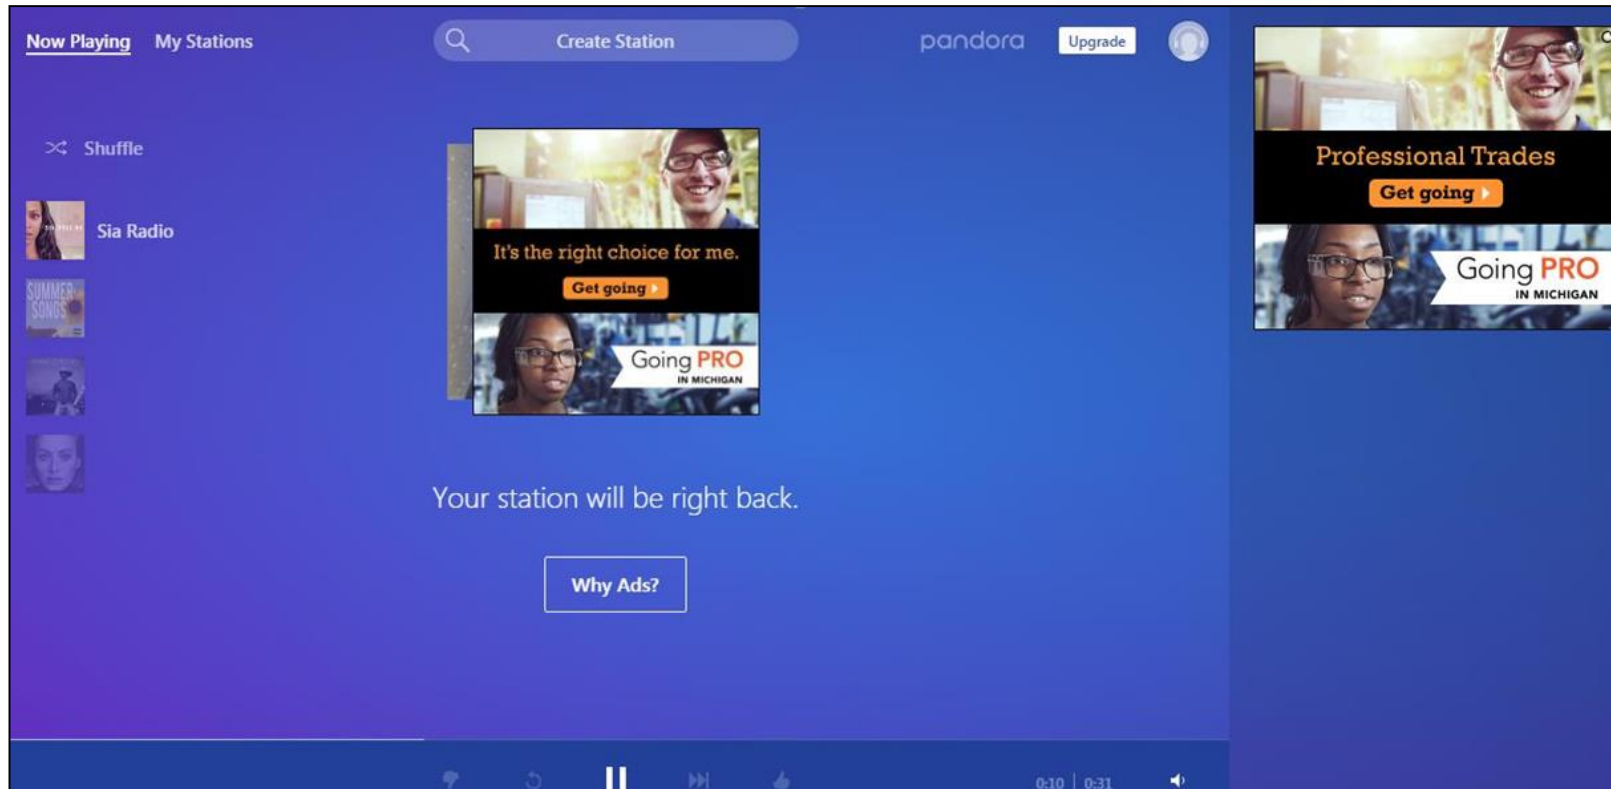 Now Playing My Stations
Create Station
pandora Upgrade
Shuffle
Sia Radio
SUMMER
SONGS
It's the right choice for me.
Get going
Going PRO
IN MICHIGAN
Your station will be right back.
Why Ads?
0:10 | 0:31
Professional Trades
Get going
Going PRO
IN MICHIGAN